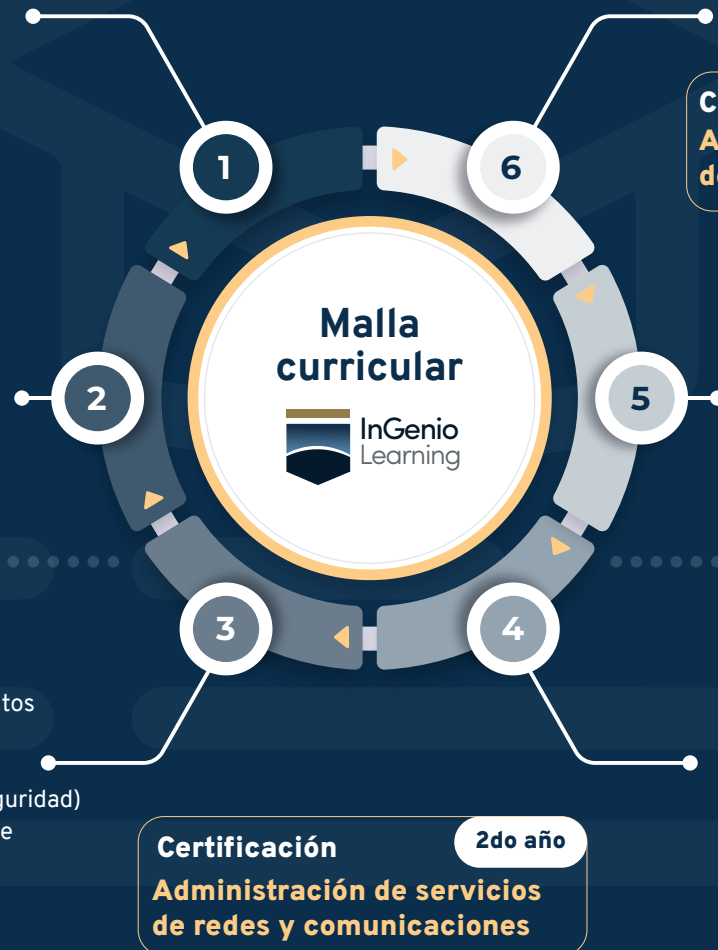 1
6
C
A
de
Malla
curricular
InGenio
Learning
2
5
3
4
tos
guridad)
e
Certificación
2do año
Administración de servicios
de redes y comunicaciones